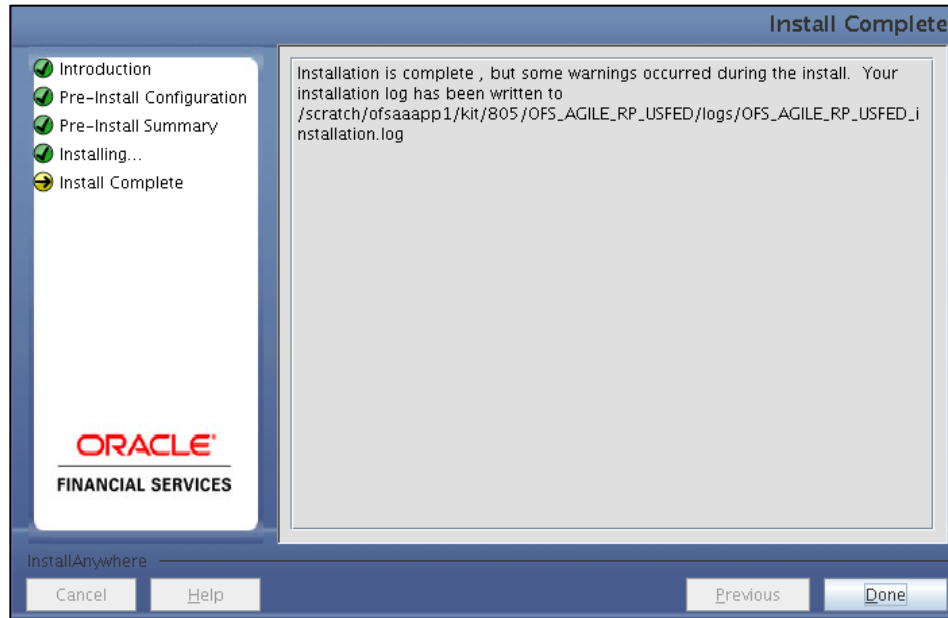 Install Complete
Introduction
Pre-Install Configuration
Pre-Install Summary
Installing...
Install Complete
Installation is complete , but some warnings occurred during the install. Your
installation log has been written to
/scratch/ofsaaapp1/kit/805/OFS_AGILE_RP_USFED/logs/OFS_AGILE_RP_USFED_i
nstallation.log
ORACLE
FINANCIAL SERVICES
InstallAnywhere
Cancel
Help
Previous
Done